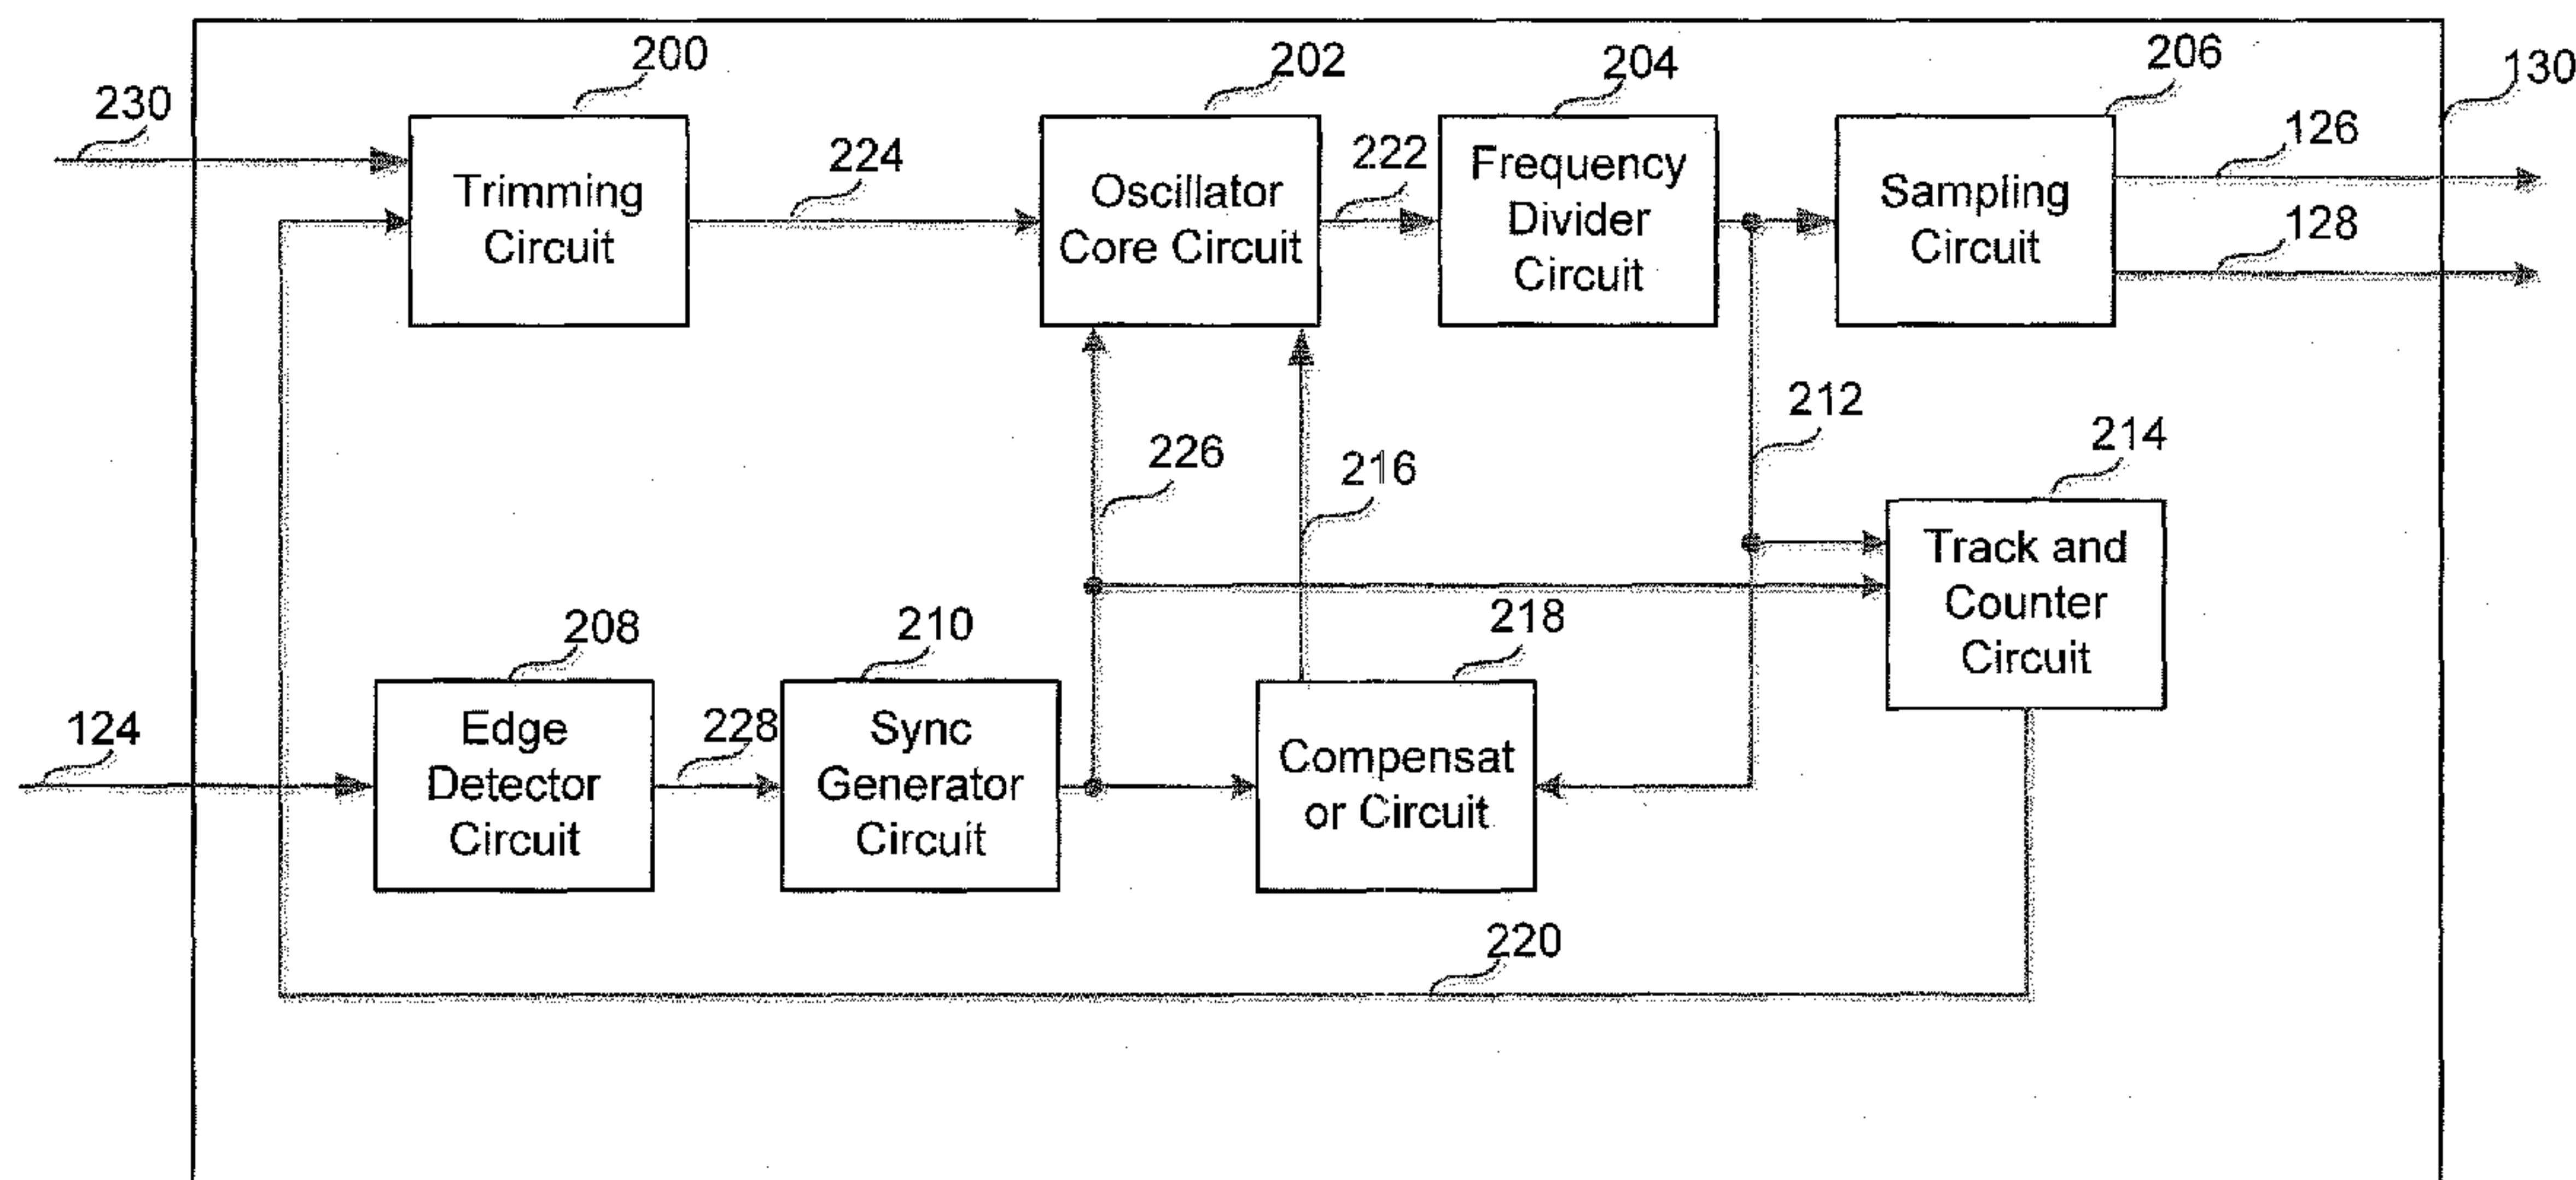 200
202
204
206
130
230
126
224
222
Trimming
Circuit
Oscillator
Core Circuit
Frequency
Divider
Circuit
Sampling
Circuit
128
212
214
226
216
Track and
Counter
Circuit
208
210
218
124
228
Edge
Detector
Circuit
Sync
Generator
Circuit
Compensat
or Circuit
220